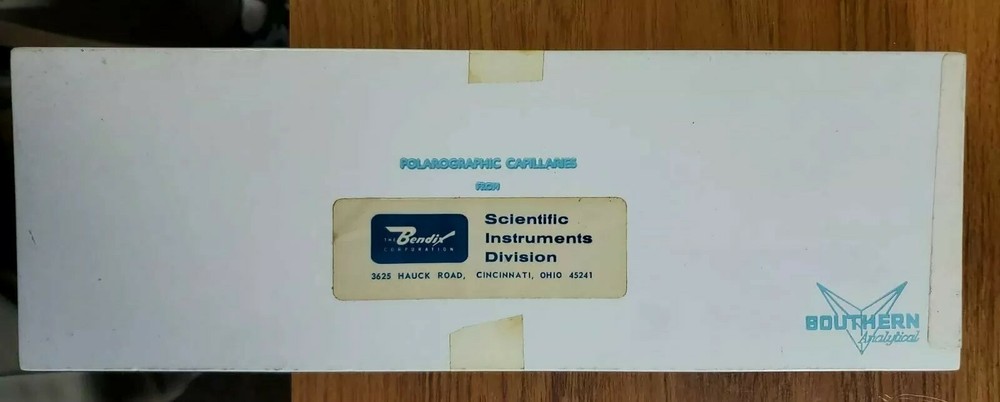 POLAROGRAPHIC CAPILLARIES
FROM
THE Bendix
CORPORATION
Scientific
Instruments
Division
3625 HAUCK ROAD, CINCINNATI, OHIO 45241
SOUTHERN
Analytical